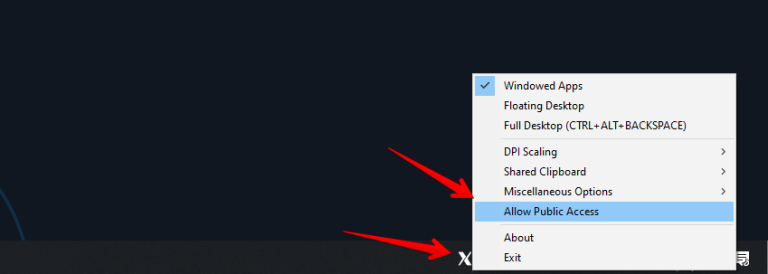 Windowed Apps
Floating Desktop
Full Desktop (CTRL+ALT+BACKSPACE)
DPI Scaling
Shared Clipboard
Miscellaneous Options
Allow Public Access
About
Exit